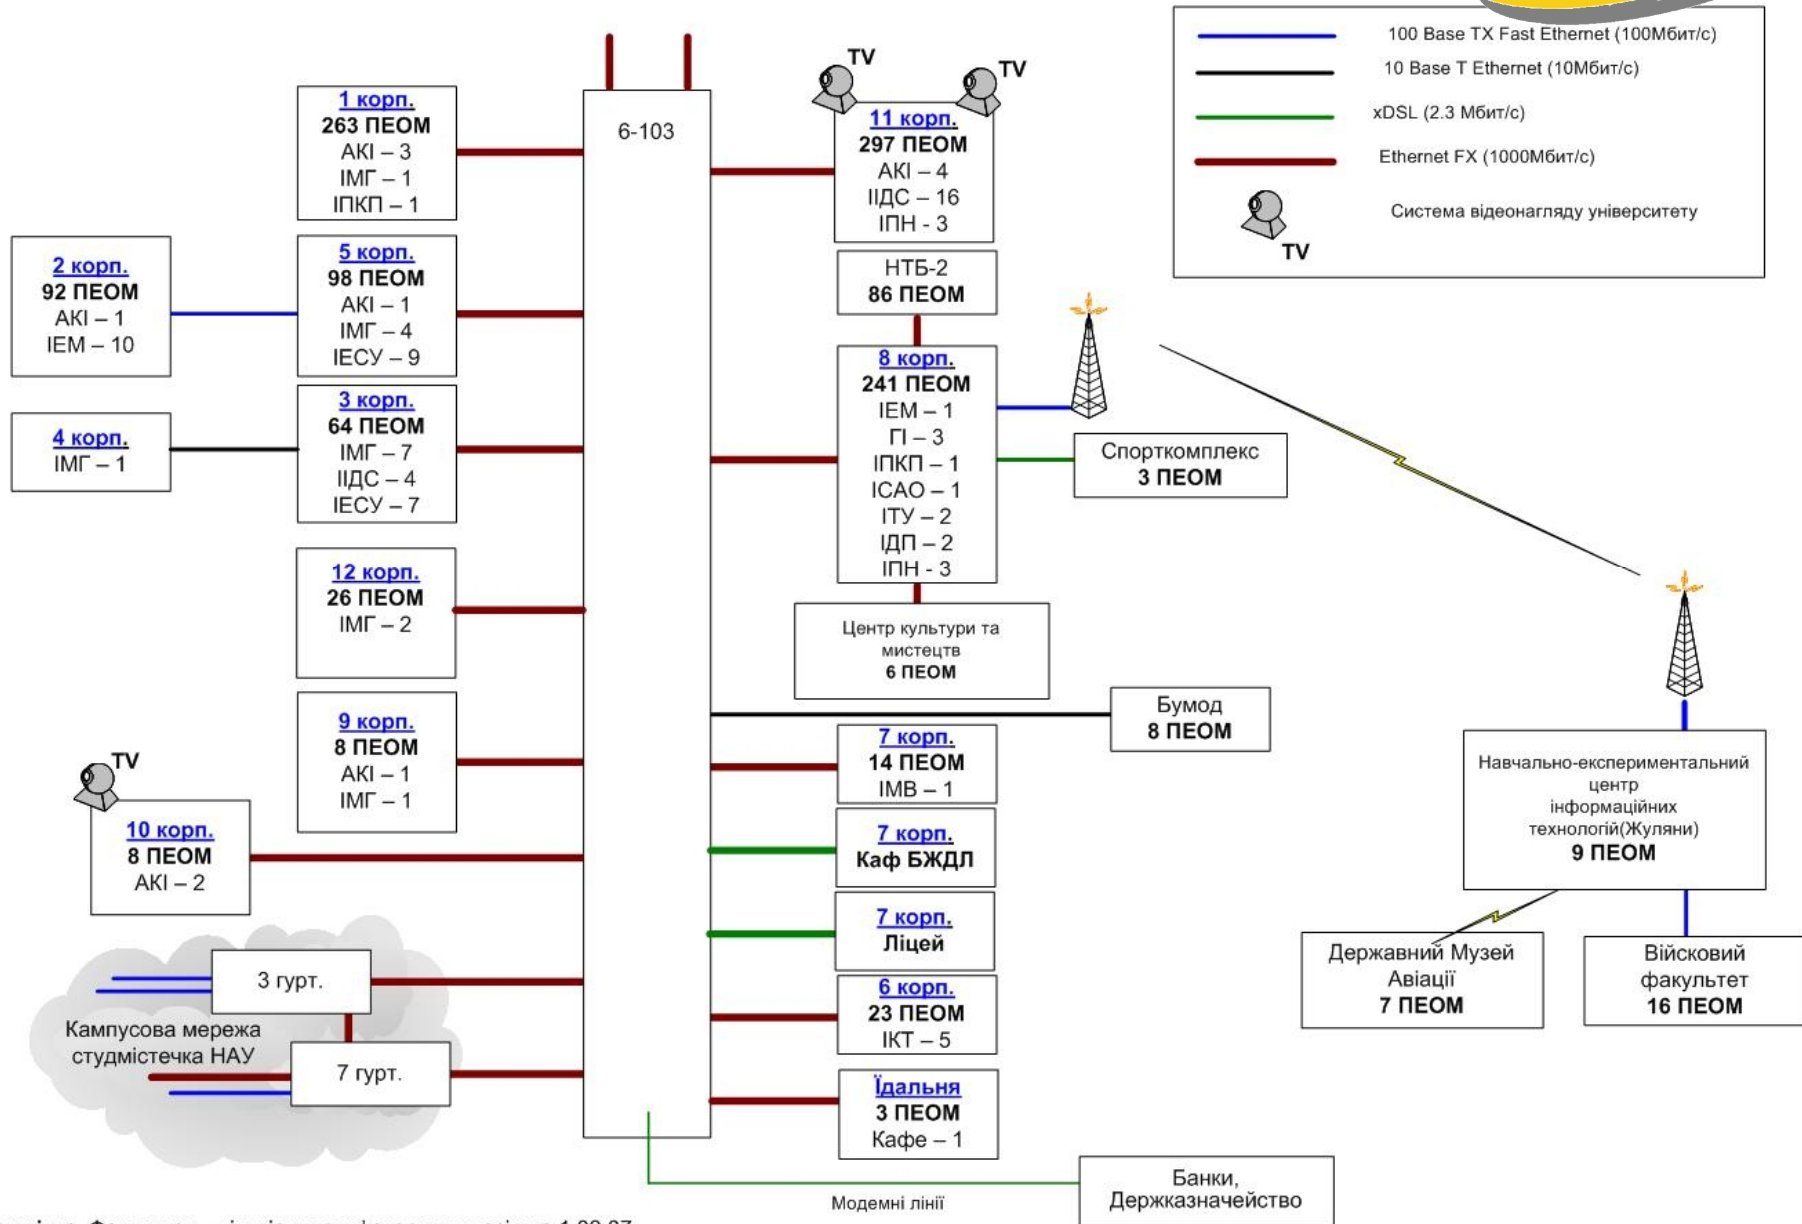 100 Base TX Fast Ethernet (100Мбит/с)
10 Base T Ethernet (10Мбит/с)
xDSL (2.3 Мбит/с)
Ethernet FX (1000Мбит/с)
Система відеонагляду університету
TV
6-103
1 корп.
263 ПЕОМ
АКІ – 3
ІМГ – 1
ІПКП – 1
2 корп.
92 ПЕОМ
АКІ – 1
ІЕМ – 10
5 корп.
98 ПЕОМ
АКІ – 1
ІМГ – 4
ІЕСУ – 9
4 корп.
ІМГ – 1
3 корп.
64 ПЕОМ
ІМГ – 7
ІІДС – 4
ІЕСУ – 7
12 корп.
26 ПЕОМ
ІМГ – 2
9 корп.
8 ПЕОМ
АКІ – 1
ІМГ – 1
TV
10 корп.
8 ПЕОМ
АКІ – 2
3 гурт.
Кампусова мережа
студмістечка НАУ
7 гурт.
TV
TV
11 корп.
297 ПЕОМ
АКІ – 4
ІІДС – 16
ІПН - 3
НТБ-2
86 ПЕОМ
8 корп.
241 ПЕОМ
ІЕМ – 1
ГІ – 3
ІПКП – 1
ІСАО – 1
ІТУ – 2
ІДП – 2
ІПН - 3
Спорткомплекс
3 ПЕОМ
Центр культури та
мистецтв
6 ПЕОМ
Бумод
8 ПЕОМ
7 корп.
14 ПЕОМ
ІМВ – 1
7 корп.
Каф БЖДЛ
7 корп.
Ліцей
6 корп.
23 ПЕОМ
ІКТ – 5
Їдальня
3 ПЕОМ
Кафе – 1
Навчально-експериментальний
центр
інформаційних
технологій(Жуляни)
9 ПЕОМ
Державний Музей
Авіації
7 ПЕОМ
Війсковий
факультет
16 ПЕОМ
Модемні лінії
Банки,
Держказначейство